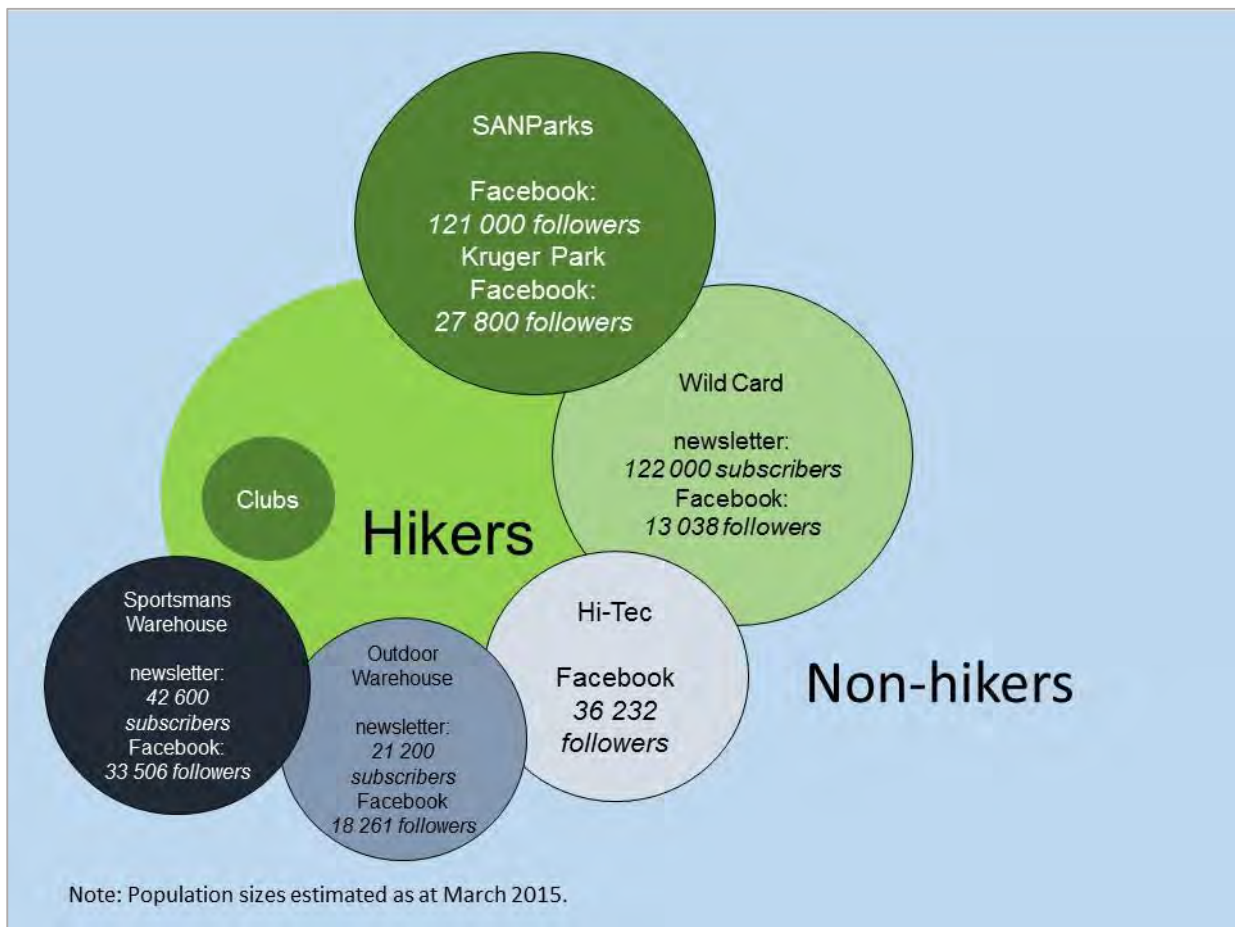 SANParks
Facebook:
121 000 followers
Kruger Park
Facebook:
27 800 followers
Wild Card
newsletter:
122 000 subscribers
Facebook:
13 038 followers
Clubs
Hikers
Sportsmans
Warehouse
newsletter:
42 600
subscribers
Facebook:
33 506 followers
Outdoor
Warehouse
newsletter:
21 200
subscribers
Facebook
18 261 followers
Hi-Tec
Facebook
36 232
followers
Non-hikers
Note: Population sizes estimated as at March 2015.